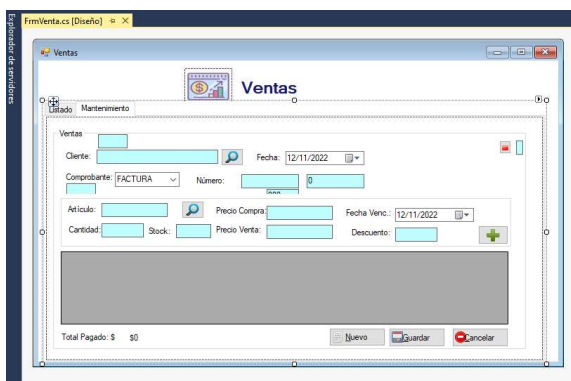 FrmVenta.cs [Diseño]
Explorador de servidores
Ventas
Ventas
Listado Mantenimiento
Ventas
Cliente: Fecha: 12/11/2022
Comprobante: FACTURA Número: 0
Artículo: Precio Compra: Fecha Venc.: 12/11/2022
Cantidad: Stock: Precio Venta: Descuento:
Total Pagado: $ $0 Nuevo Guardar Cancelar